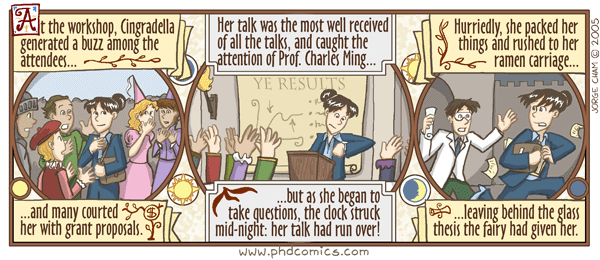 At the workshop, Cingradella
generated a buzz among the
attendees...
...and many courted
her with grant proposals.
Her talk was the most well received
of all the talks, and caught the
attention of Prof. Charles Ming...
YE RESULTS
...but as she began to
take questions, the clock struck
mid-night: her talk had run over!
Hurriedly, she packed her
things and rushed to her
ramen carriage...
...leaving behind the glass
thesis the fairy had given her.
JORGE CHAM © 2005
www.phdcomics.com